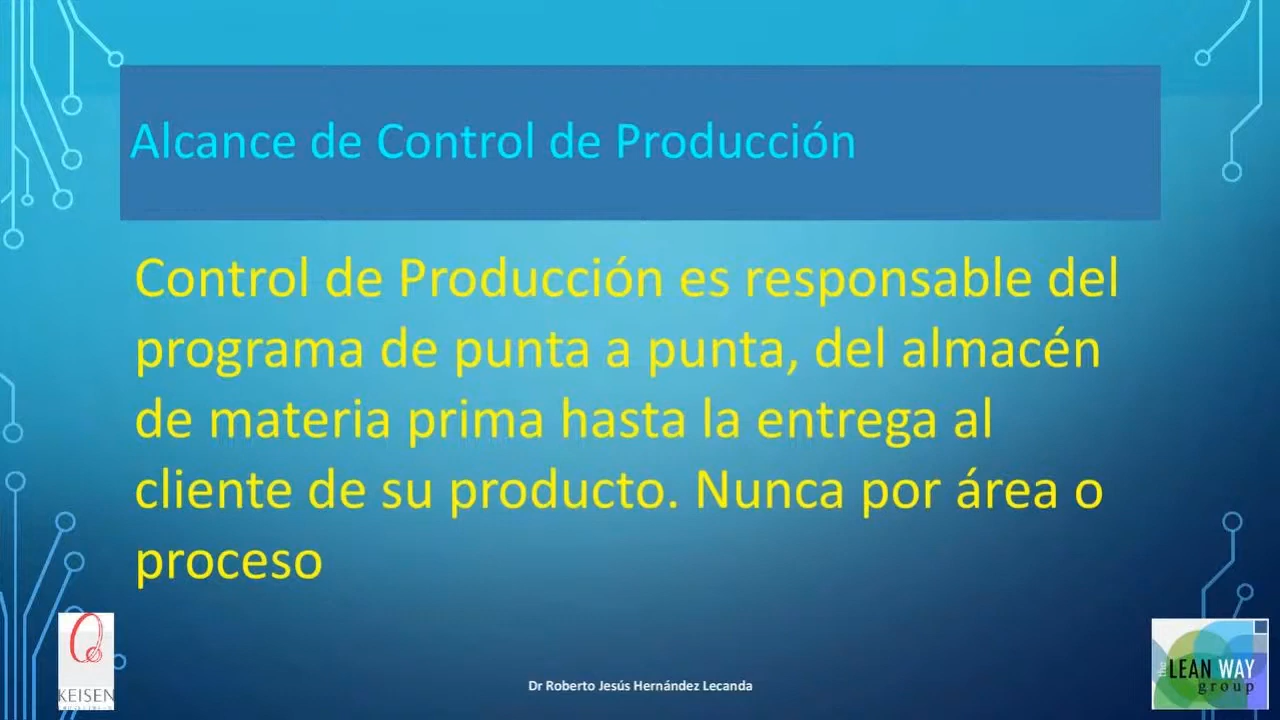 Alcance de Control de Producción
Control de Producción es responsable del
programa de punta a punta, del almacén
de materia prima hasta la entrega al
cliente de su producto. Nunca por área o
proceso
KEISEN
Dr Roberto Jesús Hernández Lecanda
the LEAN WAY
group